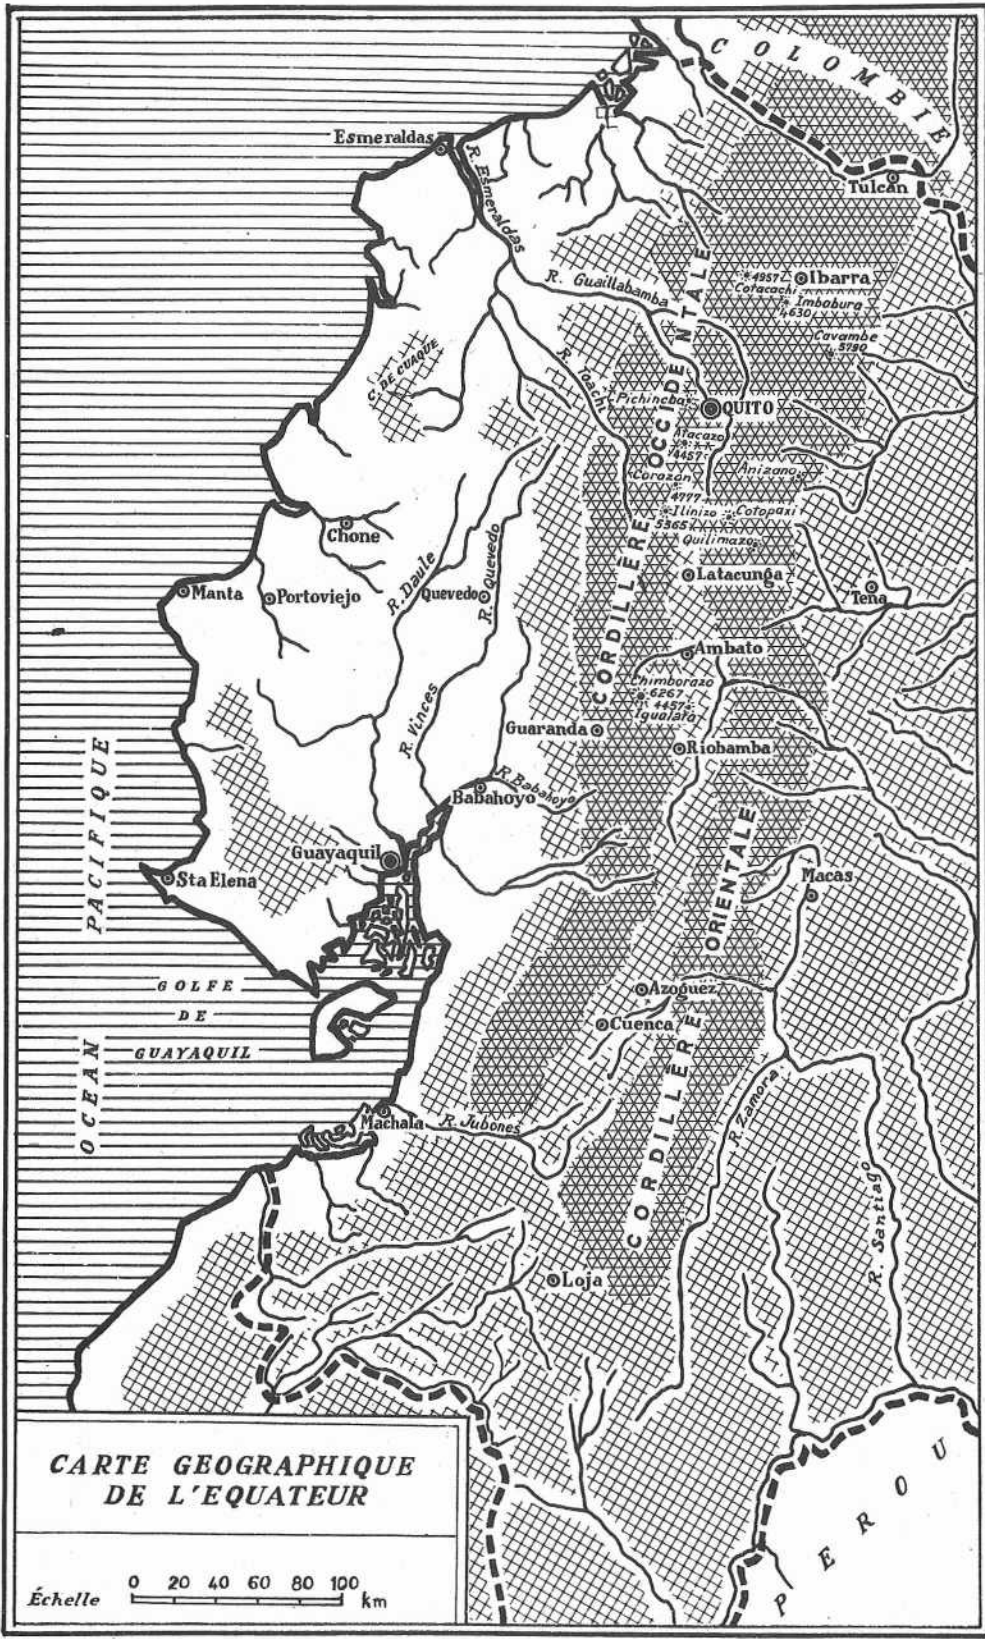 COLOMBIE
Esmeraldas
R. Esmeraldas
Tulcán
4957
Cotacachi
Ibarra
Imbabura
4630
R. Guaillabamba
Cayambe
5790
C. DE CUAQUE
R. Toachi
Pichincha
QUITO
Atacazo
4457
Corazón
Anizana
4777
Ilinizo
5365
Cotopaxi
Quilimazo
CORDILLERE OCCIDENTALE
Chone
R. Daule
Quevedo
R. Quevedo
Latacunga
Manta
Portoviejo
Tena
Ambato
Chimborazo
6267
4457
Igualata
R. Vinces
Guaranda
Riobamba
OCEAN PACIFIQUE
R. Babahoyo
Babahoyo
Guayaquil
Sta Elena
Macas
CORDILLERE ORIENTALE
GOLFE
DE
GUAYAQUIL
Azoguez
Cuenca
Machala
R. Jubones
R. Zamora
R. Santiago
Loja
PEROU
CARTE GEOGRAPHIQUE
DE L'EQUATEUR
Échelle
0 20 40 60 80 100
km